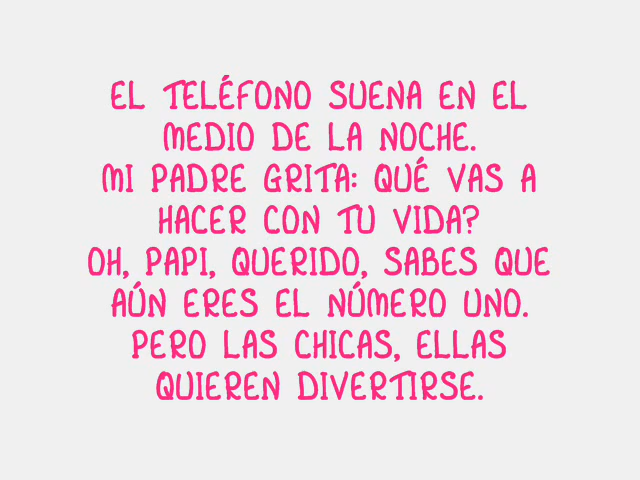 EL TELÉFONO SUENA EN EL
MEDIO DE LA NOCHE.
MI PADRE GRITA: QUÉ VAS A
HACER CON TU VIDA?
OH, PAPI, QUERIDO, SABES QUE
AÚN ERES EL NÚMERO UNO.
PERO LAS CHICAS, ELLAS
QUIEREN DIVERTIRSE.